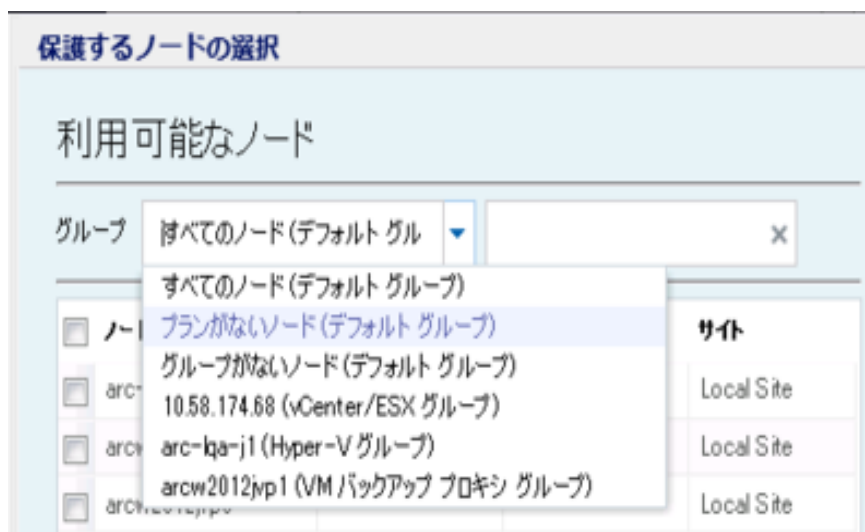 保護するノードの選択
利用可能なノード
グループ すべてのノード(デフォルト グル
すべてのノード(デフォルト グループ)
プランがないノード(デフォルト グループ)
グループがないノード(デフォルト グループ)
10.58.174.68 (vCenter/ESX グループ)
arc-lqa-j1 (Hyper-V グループ)
arcw2012jvp1 (VM バックアップ プロキシ グループ)
サイト
Local Site
Local Site
Local Site